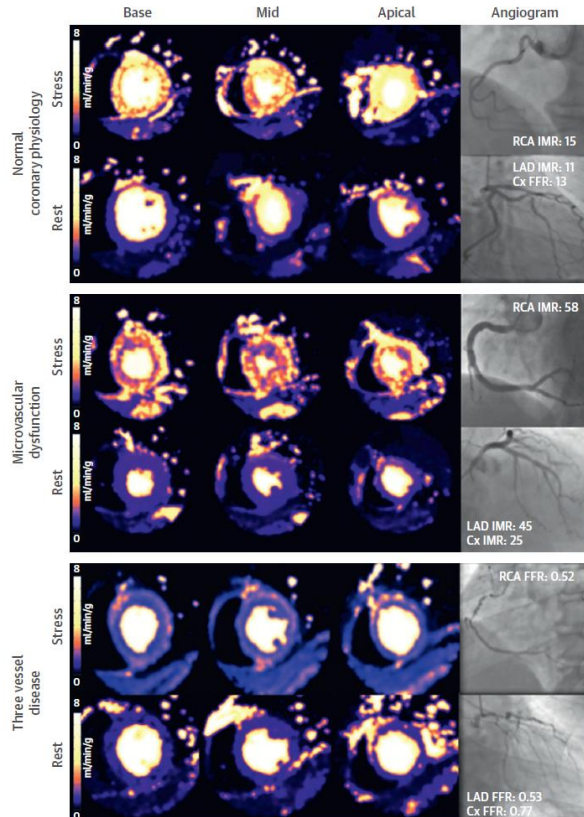 Base Mid Apical Angiogram
Normal
coronary physiology
Stress
8
ml/min/g
0
RCA IMR: 15
Rest
8
ml/min/g
0
LAD IMR: 11
Cx FFR: 13
Microvascular
dysfunction
Stress
8
ml/min/g
0
RCA IMR: 58
Rest
8
ml/min/g
0
LAD IMR: 45
Cx IMR: 25
Three vessel
disease
Stress
8
ml/min/g
0
RCA FFR: 0.52
Rest
8
ml/min/g
0
LAD FFR: 0.53
Cx FFR: 0.77